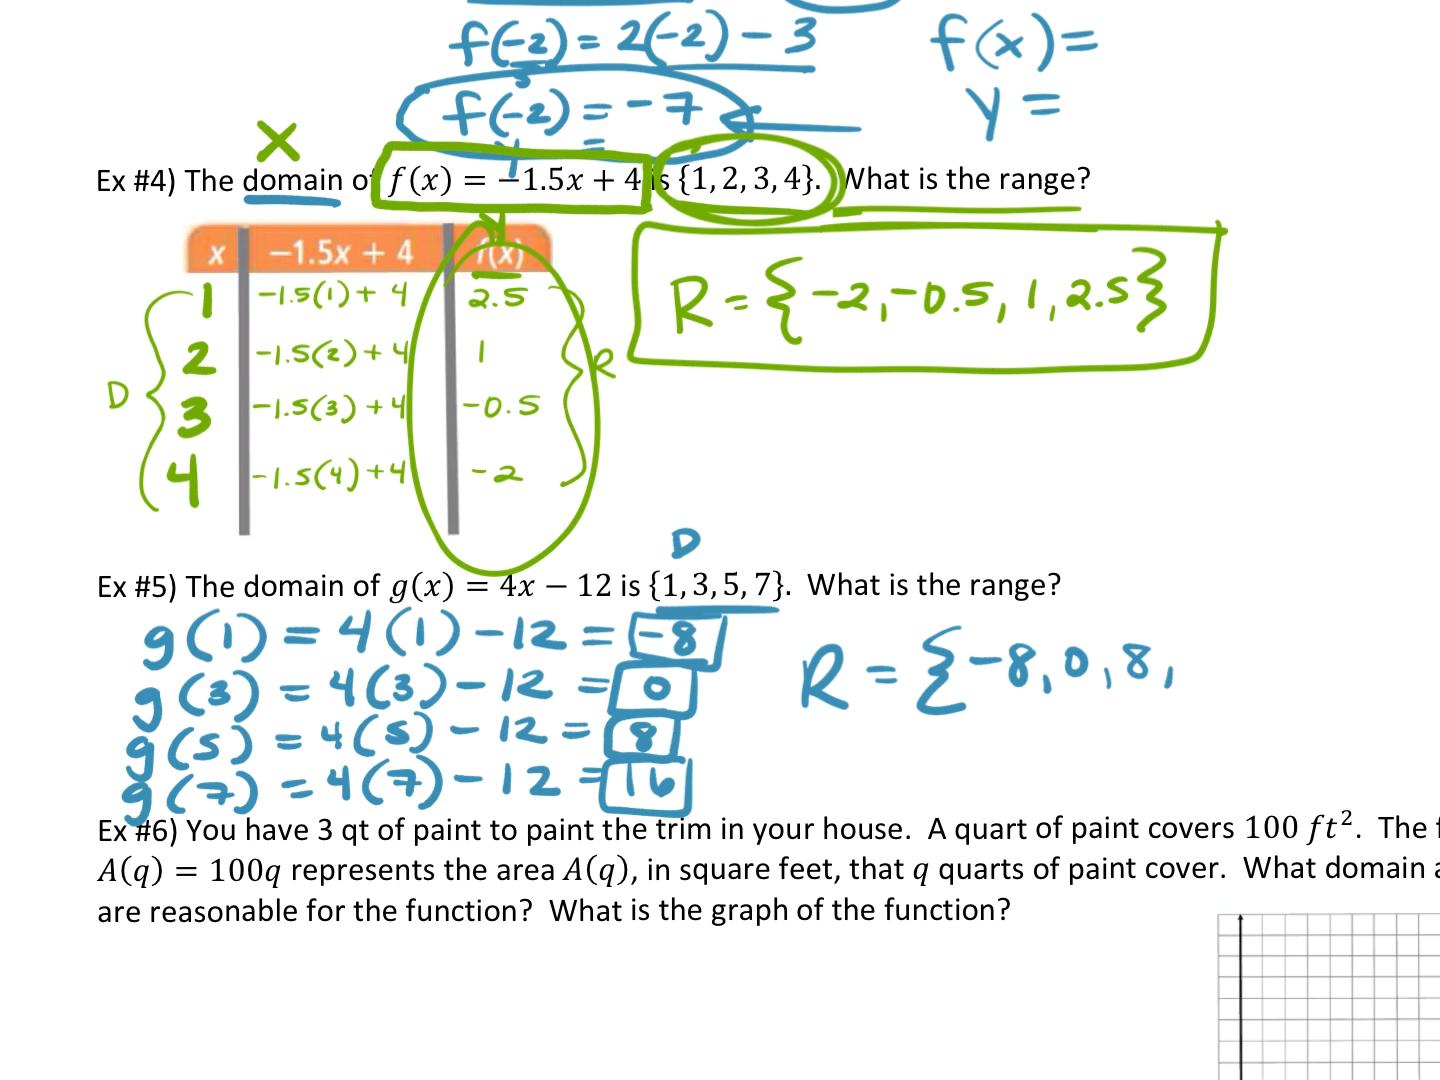 f(-2) = 2(-2) - 3
f(x) =
f(-2) = -7
y =
y =
x
Ex #4) The domain of f(x) = −1.5x + 4 is {1, 2, 3, 4}. What is the range?
y
x −1.5x + 4 f(x)
1 -1.5(1) + 4 2.5
R = {-2, -0.5, 1, 2.5}
2 -1.5(2) + 4 1
D R
3 -1.5(3) + 4 -0.5
4 -1.5(4) + 4 -2
D
Ex #5) The domain of g(x) = 4x − 12 is {1, 3, 5, 7}. What is the range?
g(1) = 4(1) - 12 = -8
R = {-8, 0, 8,
g(3) = 4(3) - 12 = 0
g(5) = 4(5) - 12 = 8
g(7) = 4(7) - 12 = 16
Ex #6) You have 3 qt of paint to paint the trim in your house. A quart of paint covers 100 ft². The
A(q) = 100q represents the area A(q), in square feet, that q quarts of paint cover. What domain
are reasonable for the function? What is the graph of the function?